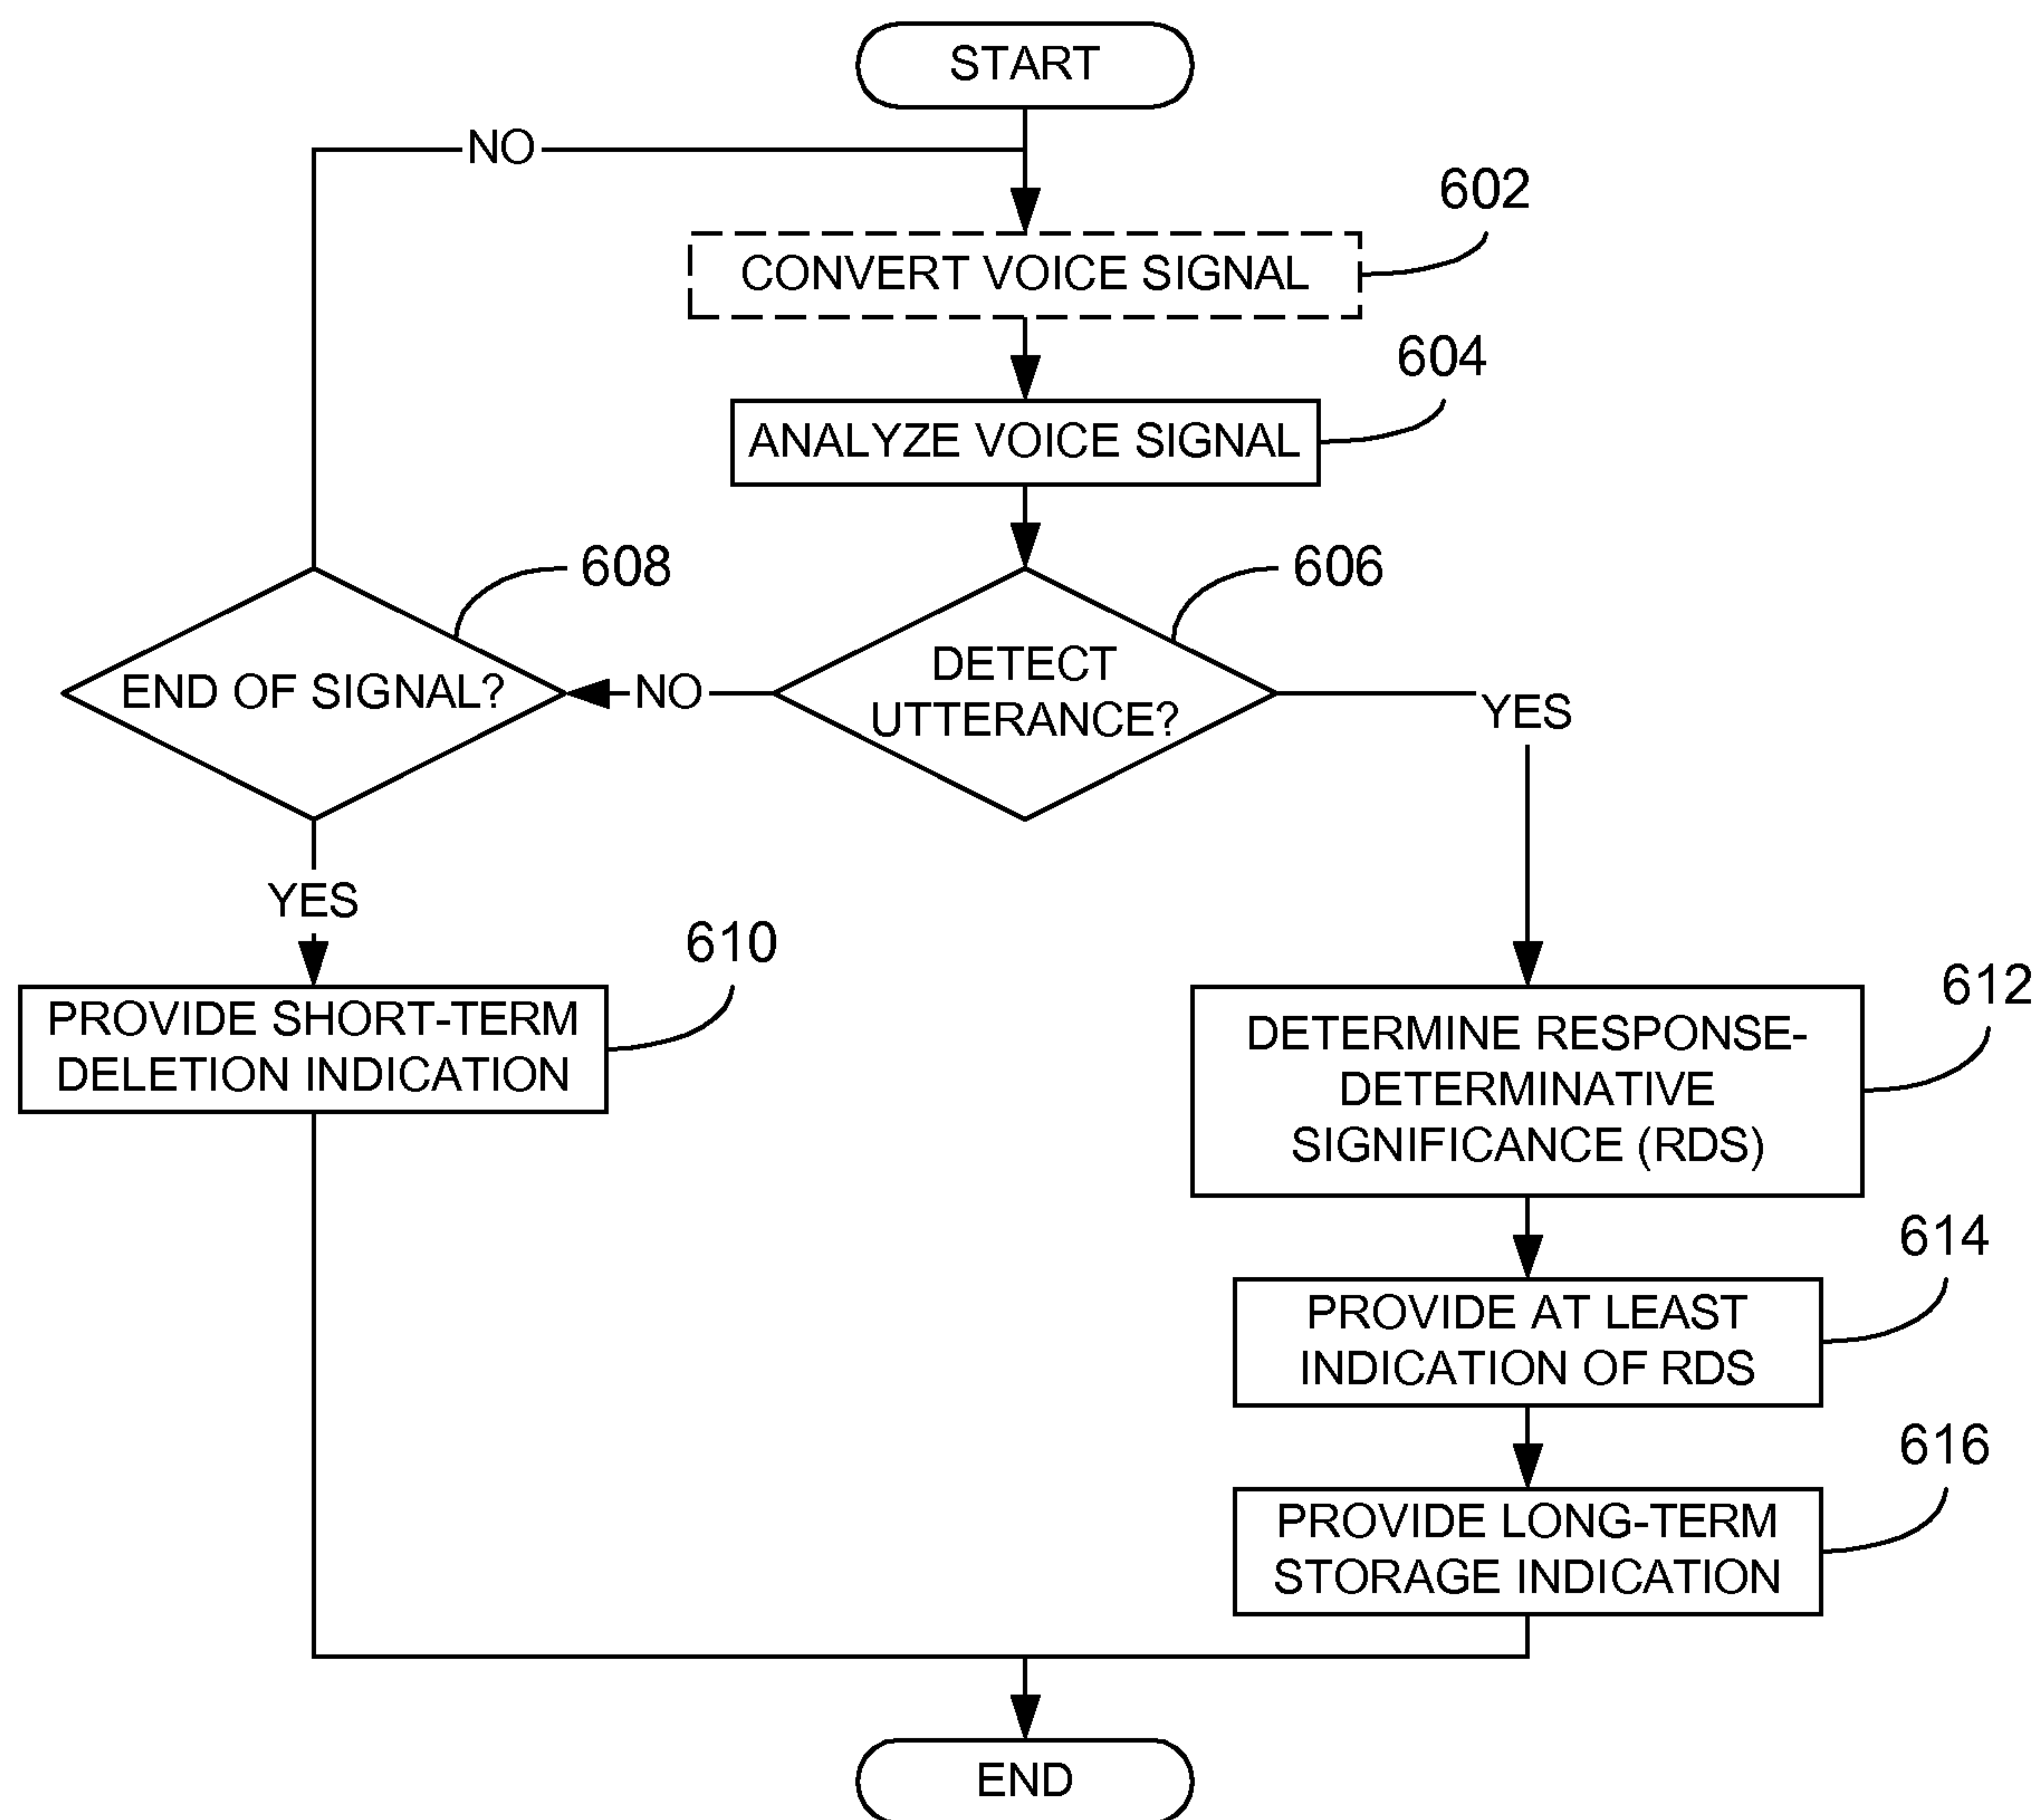 START
NO
602
CONVERT VOICE SIGNAL
604
ANALYZE VOICE SIGNAL
608
606
END OF SIGNAL?
NO
DETECT
UTTERANCE?
YES
YES
610
PROVIDE SHORT-TERM
DELETION INDICATION
612
DETERMINE RESPONSE-
DETERMINATIVE
SIGNIFICANCE (RDS)
614
PROVIDE AT LEAST
INDICATION OF RDS
616
PROVIDE LONG-TERM
STORAGE INDICATION
END